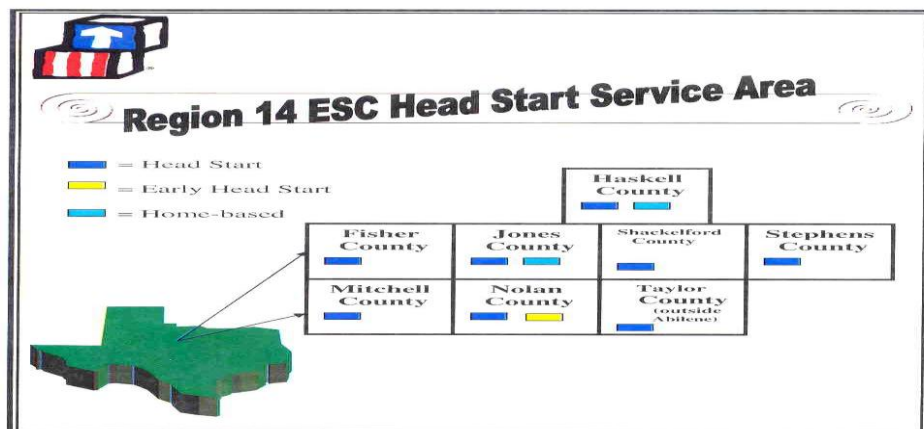 Region 14 ESC Head Start Service Area
= Head Start
= Early Head Start
= Home-based
Haskell
County
Fisher
County
Jones
County
Shackelford
County
Stephens
County
Mitchell
County
Nolan
County
Taylor
County
(outside
Abilene)